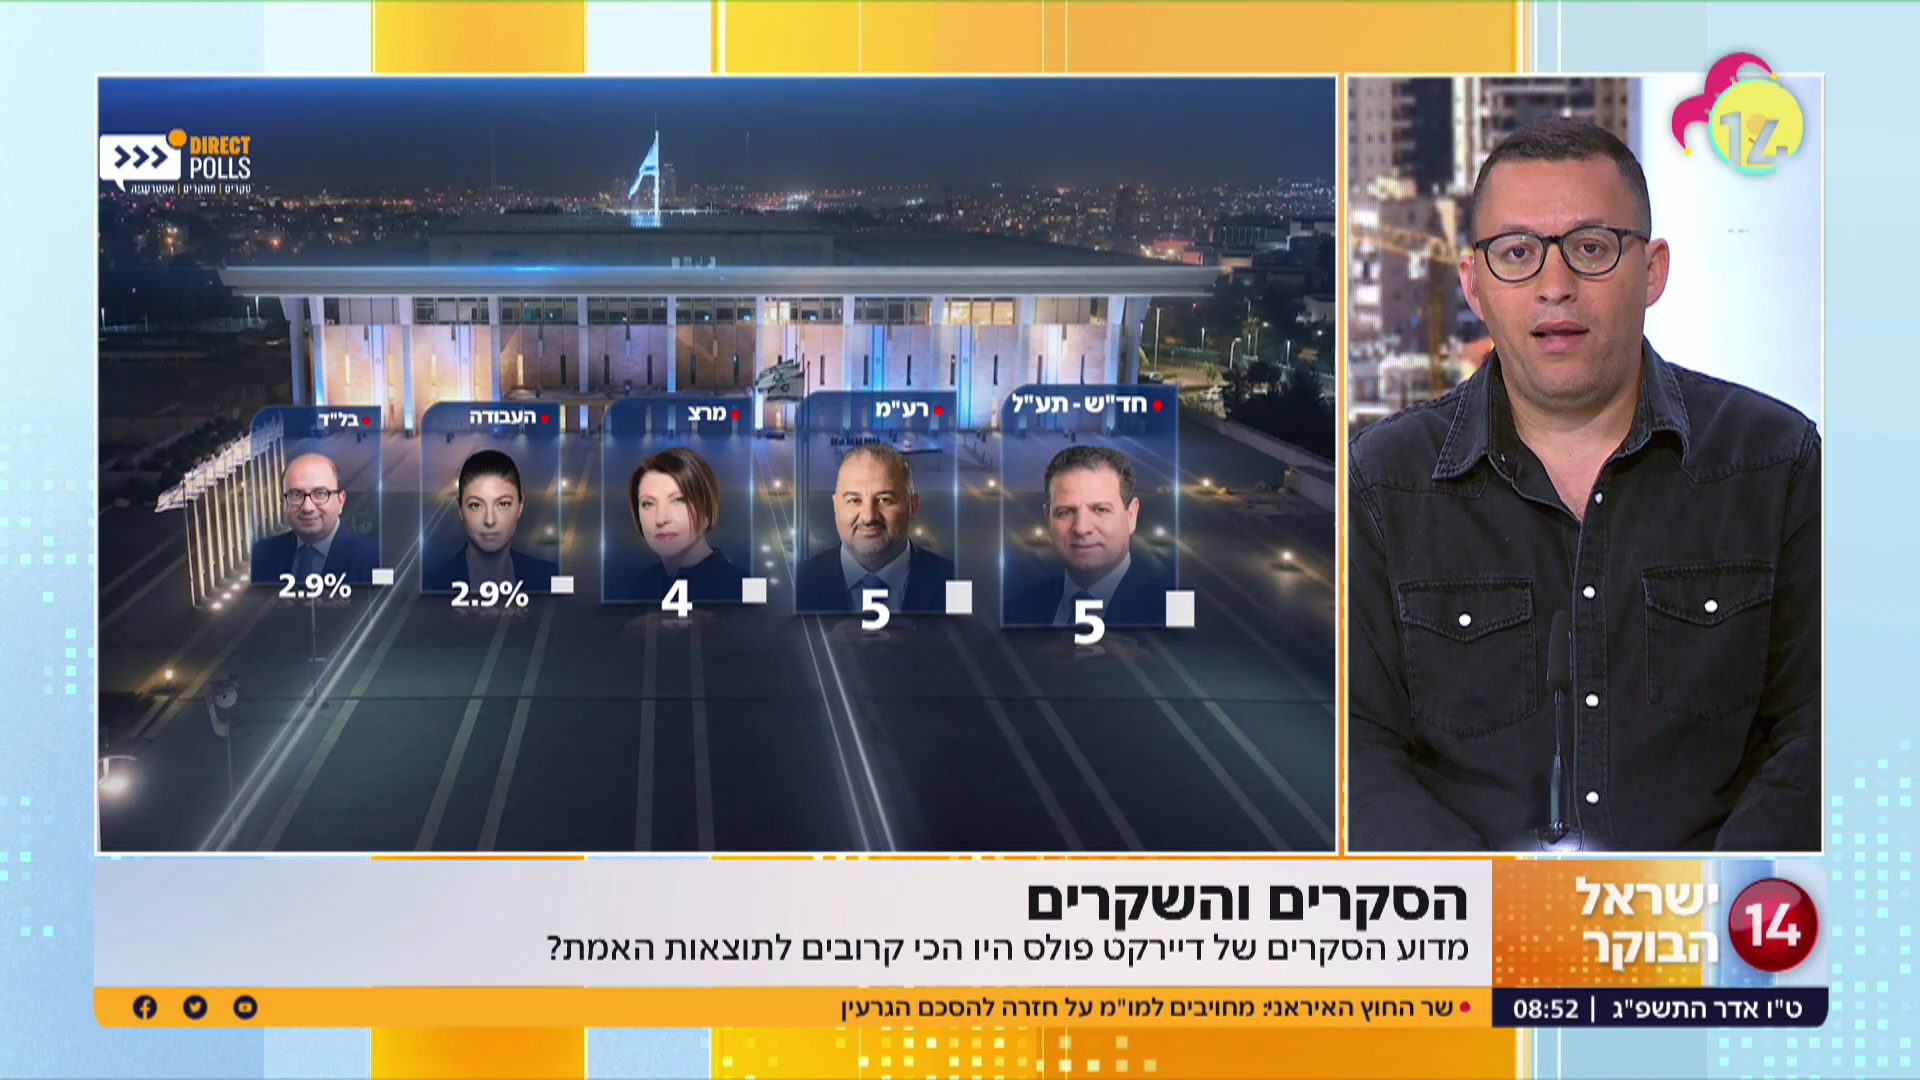 14
DIRECT
POLLS
סקרים | מחקרים | אסטרטגיה
חד"ש - תע"ל
רע"מ
מרצ
העבודה
בל"ד
5
5
4
2.9%
2.9%
הסקרים והשקרים
מדוע הסקרים של דיירקט פולס היו הכי קרובים לתוצאות האמת?
ישראל
הבוקר
14
ט"ו אדר התשפ"ג | 08:52
שר החוץ האיראני: מחויבים למו"מ על חזרה להסכם הגרעין